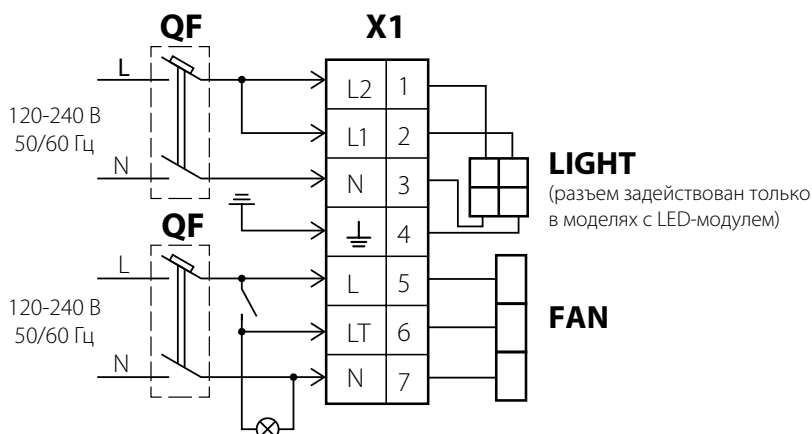 QF
X1
L
120-240 В
50/60 Гц
N
L2 1
L1 2
N 3
4
L 5
LT 6
N 7
LIGHT
(разъем задействован только
в моделях с LED-модулем)
QF
L
120-240 В
50/60 Гц
N
FAN